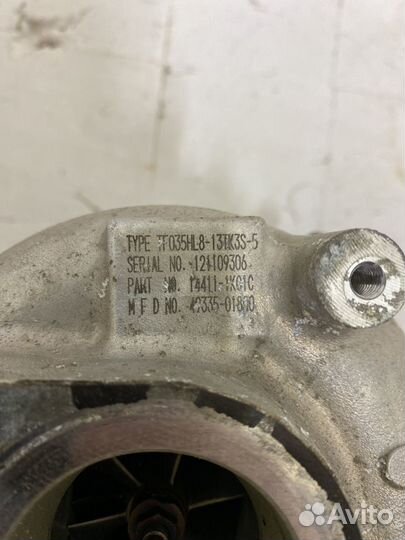 TYPE TF035HL8-13TK3S-5
SERIAL NO. 121109306
PART NO. 14411-1KC1C
M F D NO. 49335-01800
Avito